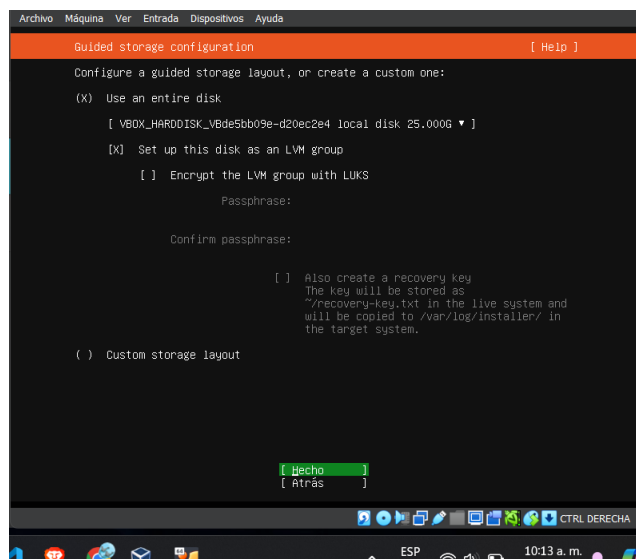 Archivo Máquina Ver Entrada Dispositivos Ayuda
Guided storage configuration [ Help ]
Configure a guided storage layout, or create a custom one:
(X) Use an entire disk
[ VBOX_HARDDISK_VBde5bb09e-d20ec2e4 local disk 25.000G ▾ ]
[X] Set up this disk as an LVM group
[ ] Encrypt the LVM group with LUKS
Passphrase:
Confirm passphrase:
[ ] Also create a recovery key
The key will be stored as
~/recovery-key.txt in the live system and
will be copied to /var/log/installer/ in
the target system.
( ) Custom storage layout
[ Hecho ]
[ Atrás ]
CTRL DERECHA
ESP
10:13 a. m.